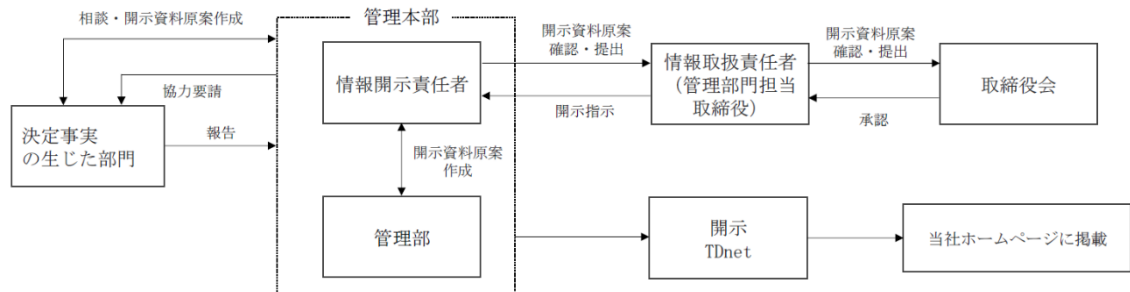 相談・開示資料原案作成
管理本部
協力要請
決定事実
の生じた部門
報告
情報開示責任者
開示資料原案
作成
管理部
開示資料原案
確認・提出
開示指示
情報取扱責任者
(管理部門担当
取締役)
開示資料原案
確認・提出
承認
取締役会
開示
TDnet
当社ホームページに掲載